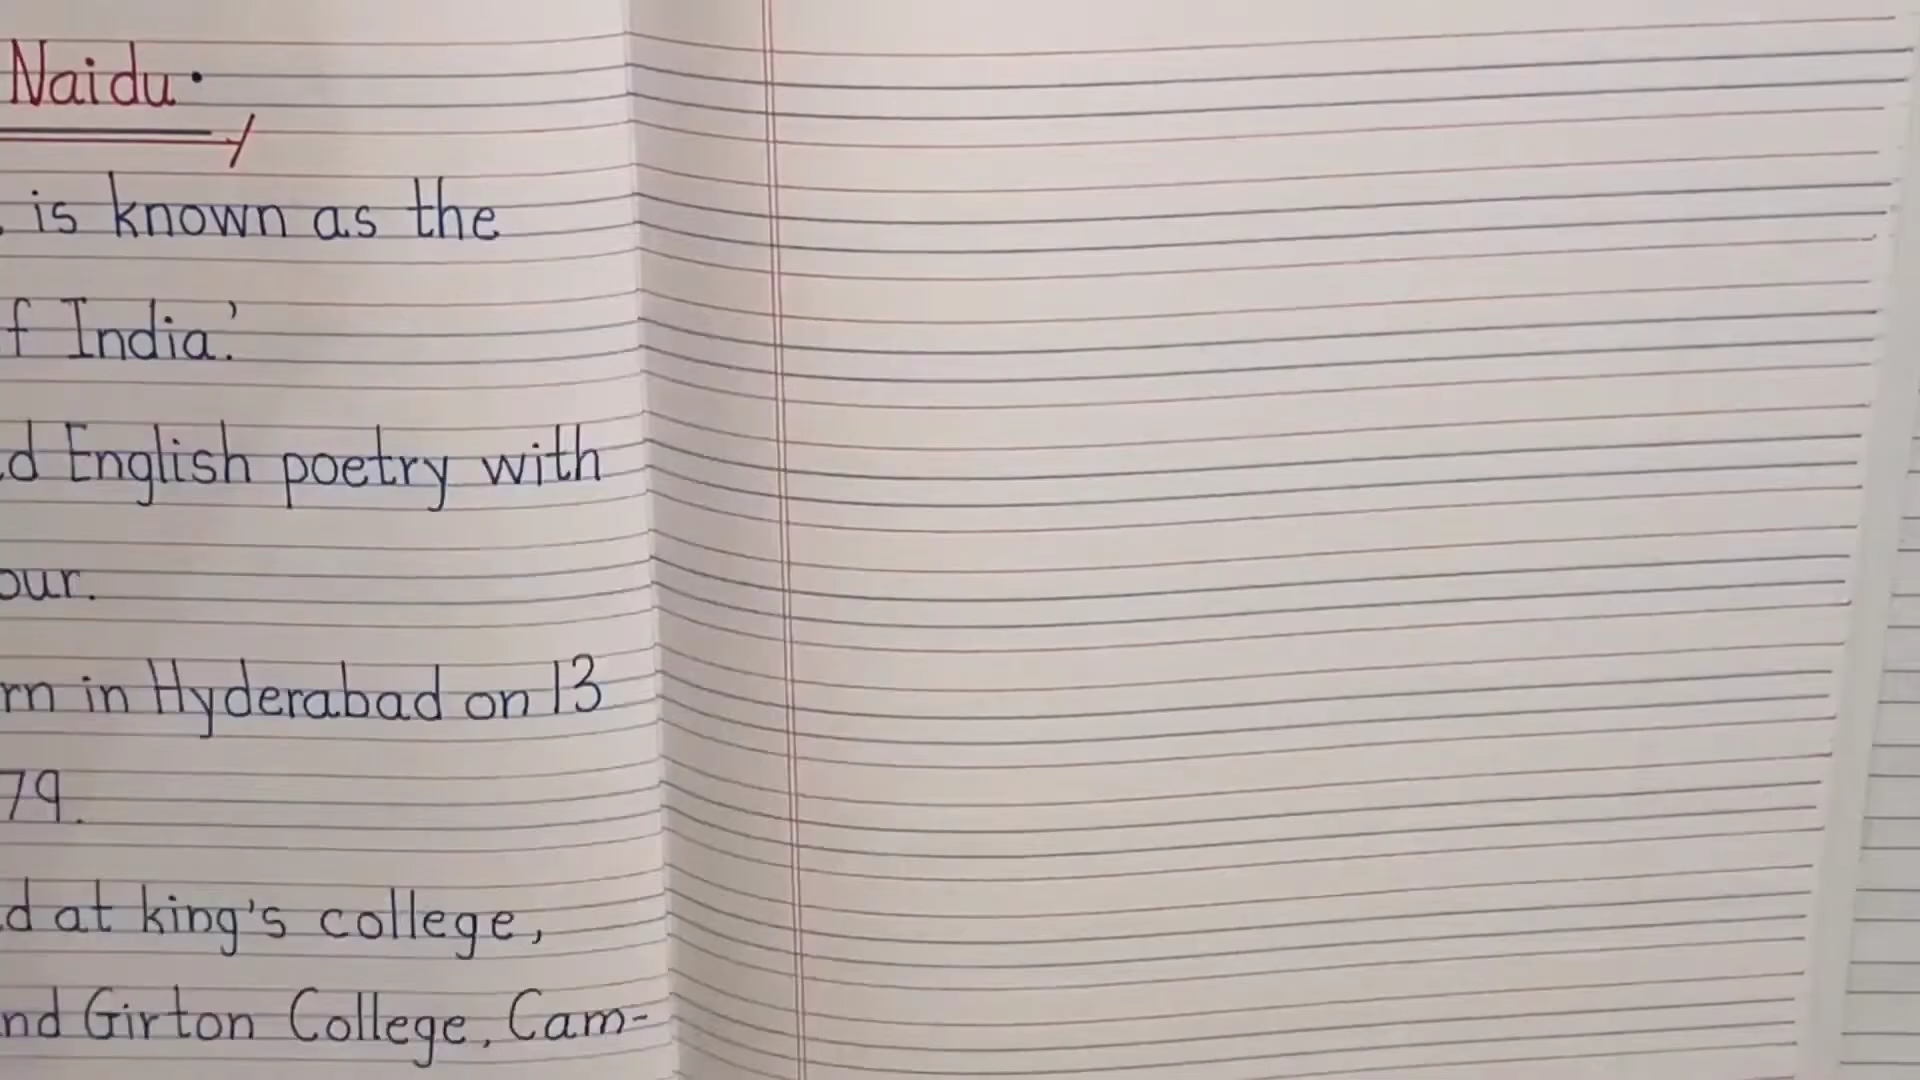 Naidu.
is known as the
f India.'
d English poetry with
our.
rn in Hyderabad on 13
79.
d at king's college,
nd Girton College, Cam-